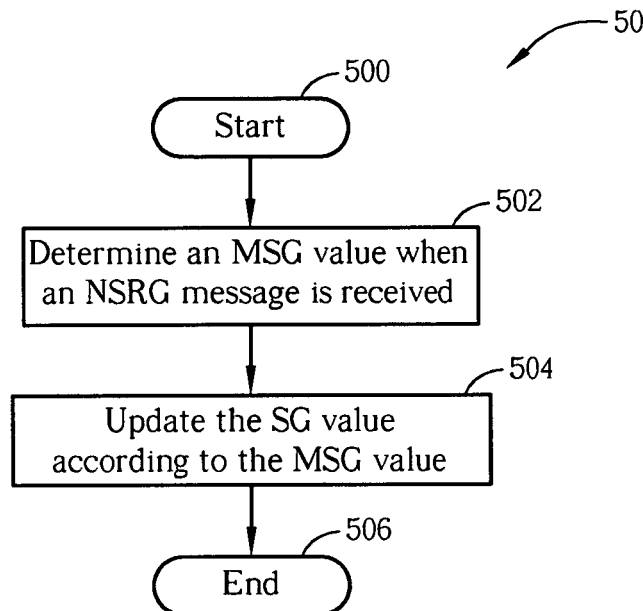 50
500
Start
502
Determine an MSG value when
an NSRG message is received
504
Update the SG value
according to the MSG value
506
End